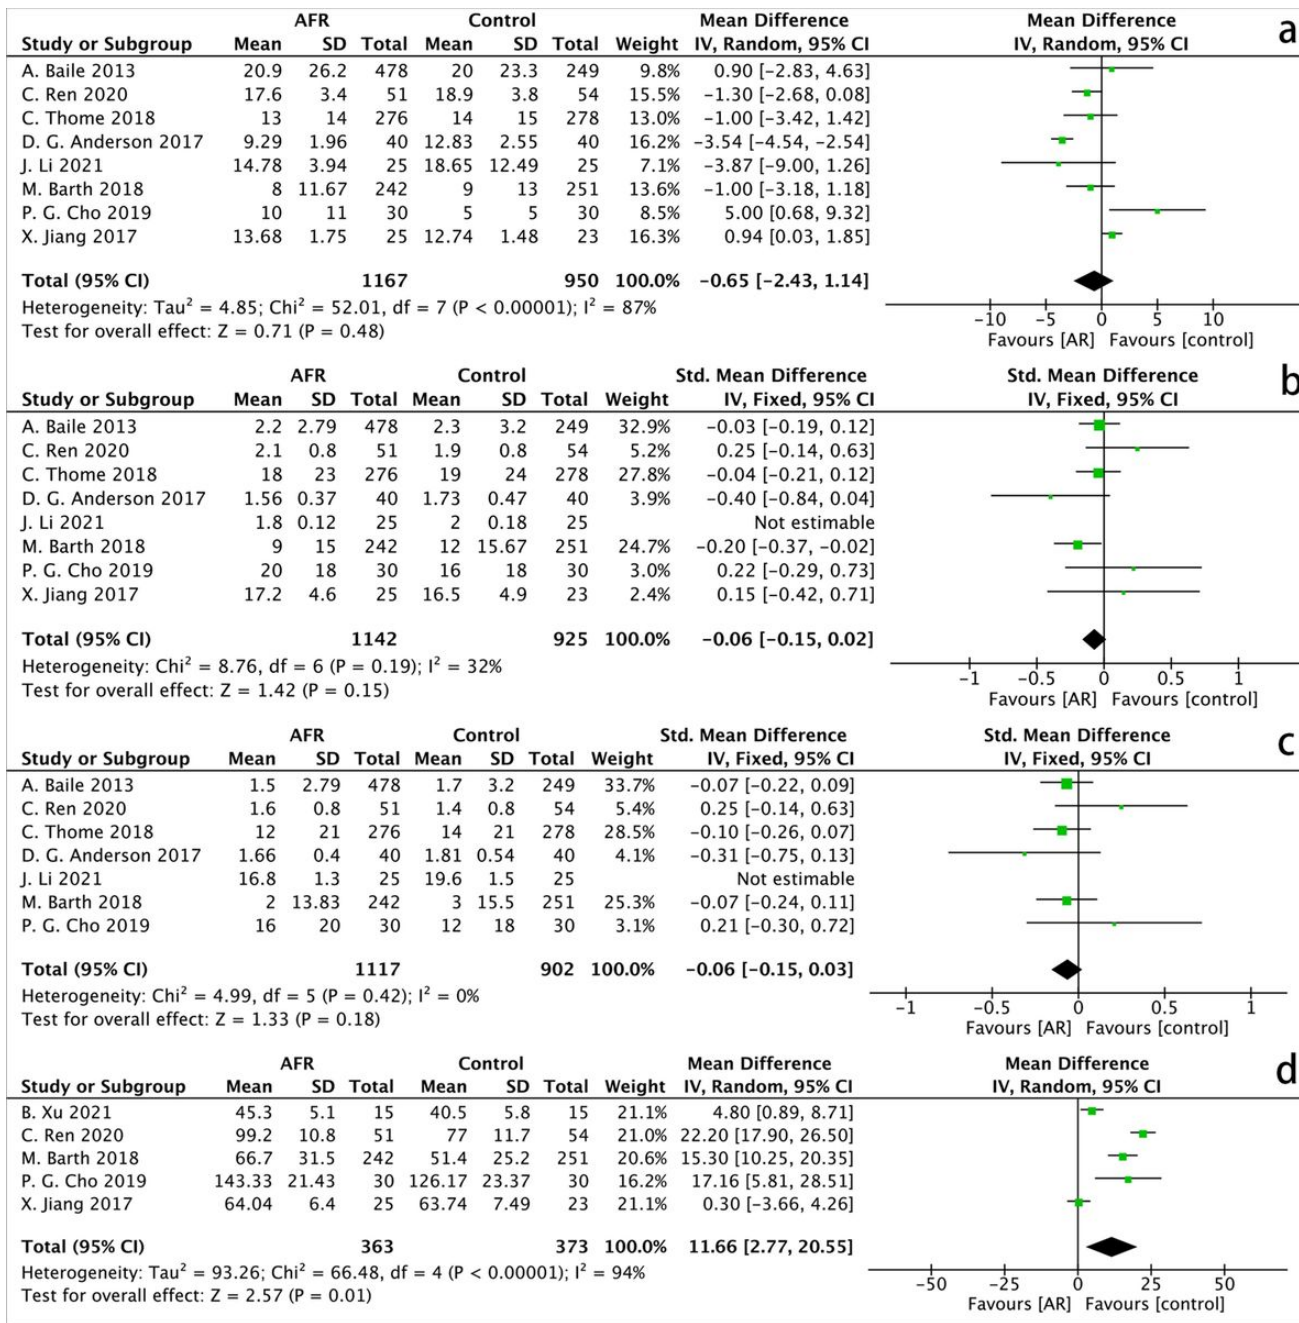 AFR Control Mean Difference Mean Difference a
Study or Subgroup Mean SD Total Mean SD Total Weight IV, Random, 95% CI IV, Random, 95% CI
A. Baile 2013 20.9 26.2 478 20 23.3 249 9.8% 0.90 [−2.83, 4.63]
C. Ren 2020 17.6 3.4 51 18.9 3.8 54 15.5% −1.30 [−2.68, 0.08]
C. Thome 2018 13 14 276 14 15 278 13.0% −1.00 [−3.42, 1.42]
D. G. Anderson 2017 9.29 1.96 40 12.83 2.55 40 16.2% −3.54 [−4.54, −2.54]
J. Li 2021 14.78 3.94 25 18.65 12.49 25 7.1% −3.87 [−9.00, 1.26]
M. Barth 2018 8 11.67 242 9 13 251 13.6% −1.00 [−3.18, 1.18]
P. G. Cho 2019 10 11 30 5 5 30 8.5% 5.00 [0.68, 9.32]
X. Jiang 2017 13.68 1.75 25 12.74 1.48 23 16.3% 0.94 [0.03, 1.85]
Total (95% CI) 1167 950 100.0% −0.65 [−2.43, 1.14]
Heterogeneity: Tau² = 4.85; Chi² = 52.01, df = 7 (P < 0.00001); I² = 87%
Test for overall effect: Z = 0.71 (P = 0.48)
−10 −5 0 5 10
Favours [AR] Favours [control]
AFR Control Std. Mean Difference Std. Mean Difference b
Study or Subgroup Mean SD Total Mean SD Total Weight IV, Fixed, 95% CI IV, Fixed, 95% CI
A. Baile 2013 2.2 2.79 478 2.3 3.2 249 32.9% −0.03 [−0.19, 0.12]
C. Ren 2020 2.1 0.8 51 1.9 0.8 54 5.2% 0.25 [−0.14, 0.63]
C. Thome 2018 18 23 276 19 24 278 27.8% −0.04 [−0.21, 0.12]
D. G. Anderson 2017 1.56 0.37 40 1.73 0.47 40 3.9% −0.40 [−0.84, 0.04]
J. Li 2021 1.8 0.12 25 2 0.18 25 Not estimable
M. Barth 2018 9 15 242 12 15.67 251 24.7% −0.20 [−0.37, −0.02]
P. G. Cho 2019 20 18 30 16 18 30 3.0% 0.22 [−0.29, 0.73]
X. Jiang 2017 17.2 4.6 25 16.5 4.9 23 2.4% 0.15 [−0.42, 0.71]
Total (95% CI) 1142 925 100.0% −0.06 [−0.15, 0.02]
Heterogeneity: Chi² = 8.76, df = 6 (P = 0.19); I² = 32%
Test for overall effect: Z = 1.42 (P = 0.15)
−1 −0.5 0 0.5 1
Favours [AR] Favours [control]
AFR Control Std. Mean Difference Std. Mean Difference c
Study or Subgroup Mean SD Total Mean SD Total Weight IV, Fixed, 95% CI IV, Fixed, 95% CI
A. Baile 2013 1.5 2.79 478 1.7 3.2 249 33.7% −0.07 [−0.22, 0.09]
C. Ren 2020 1.6 0.8 51 1.4 0.8 54 5.4% 0.25 [−0.14, 0.63]
C. Thome 2018 12 21 276 14 21 278 28.5% −0.10 [−0.26, 0.07]
D. G. Anderson 2017 1.66 0.4 40 1.81 0.54 40 4.1% −0.31 [−0.75, 0.13]
J. Li 2021 16.8 1.3 25 19.6 1.5 25 Not estimable
M. Barth 2018 2 13.83 242 3 15.5 251 25.3% −0.07 [−0.24, 0.11]
P. G. Cho 2019 16 20 30 12 18 30 3.1% 0.21 [−0.30, 0.72]
Total (95% CI) 1117 902 100.0% −0.06 [−0.15, 0.03]
Heterogeneity: Chi² = 4.99, df = 5 (P = 0.42); I² = 0%
Test for overall effect: Z = 1.33 (P = 0.18)
−1 −0.5 0 0.5 1
Favours [AR] Favours [control]
AFR Control Mean Difference Mean Difference d
Study or Subgroup Mean SD Total Mean SD Total Weight IV, Random, 95% CI IV, Random, 95% CI
B. Xu 2021 45.3 5.1 15 40.5 5.8 15 21.1% 4.80 [0.89, 8.71]
C. Ren 2020 99.2 10.8 51 77 11.7 54 21.0% 22.20 [17.90, 26.50]
M. Barth 2018 66.7 31.5 242 51.4 25.2 251 20.6% 15.30 [10.25, 20.35]
P. G. Cho 2019 143.33 21.43 30 126.17 23.37 30 16.2% 17.16 [5.81, 28.51]
X. Jiang 2017 64.04 6.4 25 63.74 7.49 23 21.1% 0.30 [−3.66, 4.26]
Total (95% CI) 363 373 100.0% 11.66 [2.77, 20.55]
Heterogeneity: Tau² = 93.26; Chi² = 66.48, df = 4 (P < 0.00001); I² = 94%
Test for overall effect: Z = 2.57 (P = 0.01)
−50 −25 0 25 50
Favours [AR] Favours [control]